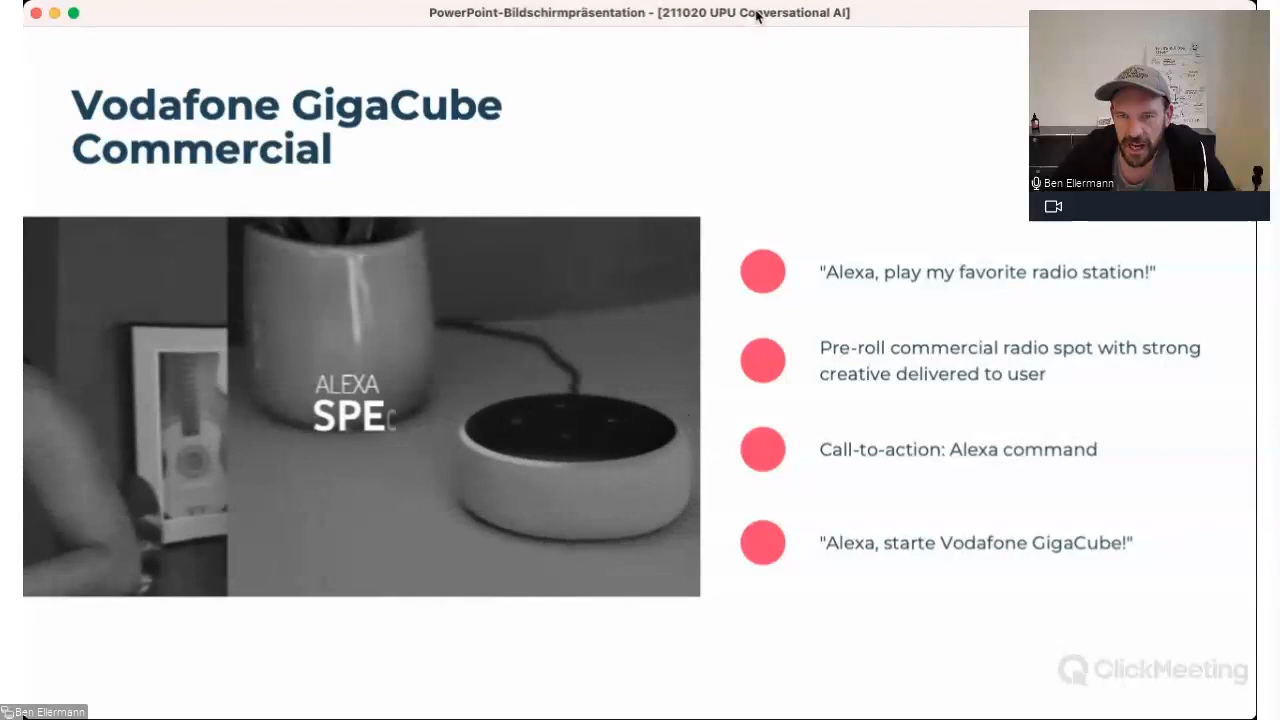 PowerPoint-Bildschirmpräsentation - [211020 UPU Conversational AI]
Vodafone GigaCube
Commercial
Ben Ellermann
"Alexa, play my favorite radio station!"
Pre-roll commercial radio spot with strong
creative delivered to user
ALEXA
SPEC
Call-to-action: Alexa command
"Alexa, starte Vodafone GigaCube!"
ClickMeeting
Ben Ellermann